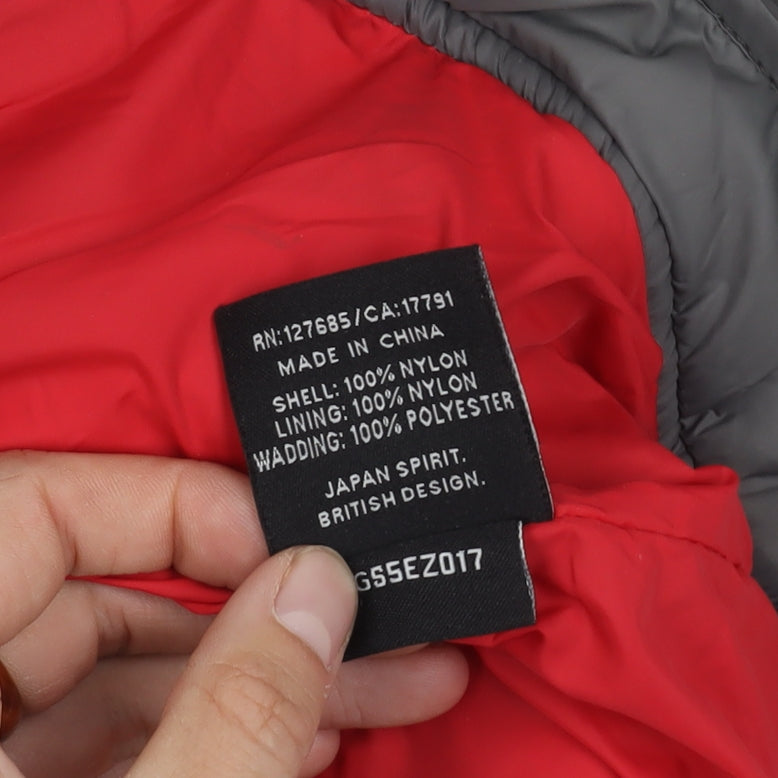 RN:127685/CA:17791
MADE IN CHINA
SHELL: 100% NYLON
LINING: 100% NYLON
WADDING: 100% POLYESTER
JAPAN SPIRIT.
BRITISH DESIGN.
GS5EZ017